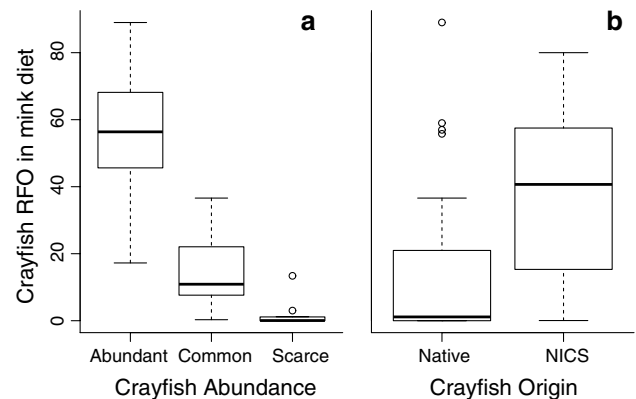 a
b
Crayfish RFO in mink diet
80
60
40
20
0
Abundant Common Scarce
Native NICS
Crayfish Abundance
Crayfish Origin